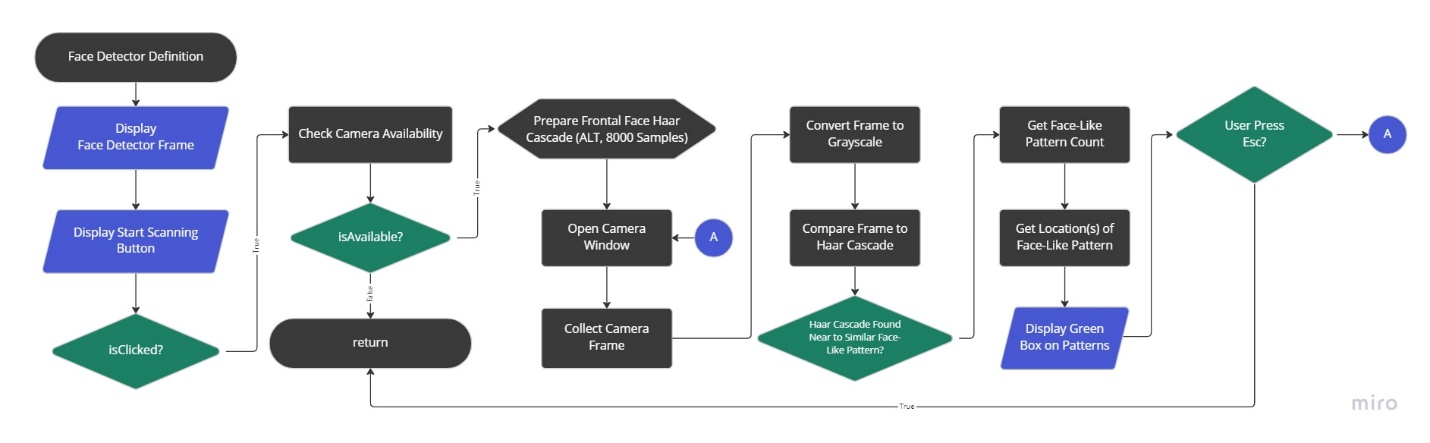 Face Detector Definition
Display
Face Detector Frame
Display Start Scanning
Button
isClicked?
True
Check Camera Availability
isAvailable?
True
False
return
Prepare Frontal Face Haar
Cascade (ALT, 8000 Samples)
Open Camera
Window
A
Collect Camera
Frame
Convert Frame to
Grayscale
Compare Frame to
Haar Cascade
Haar Cascade Found
Near to Similar Face-
Like Pattern?
Get Face-Like
Pattern Count
Get Location(s) of
Face-Like Pattern
Display Green
Box on Patterns
User Press
Esc?
A
True
miro